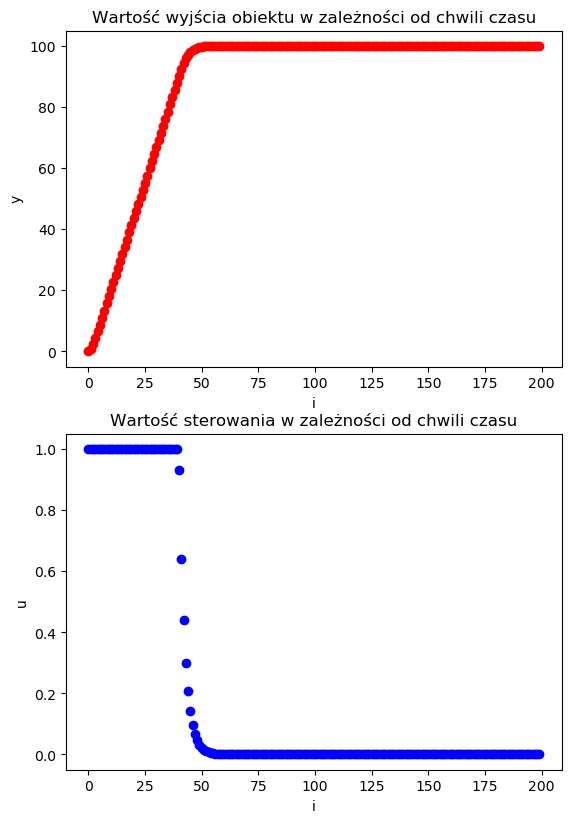 Wartość wyjścia obiektu w zależności od chwili czasu
100
80
60
40
20
0
y
0 25 50 75 100 125 150 175 200
i
Wartość sterowania w zależności od chwili czasu
1.0
0.8
0.6
0.4
0.2
0.0
u
0 25 50 75 100 125 150 175 200
i